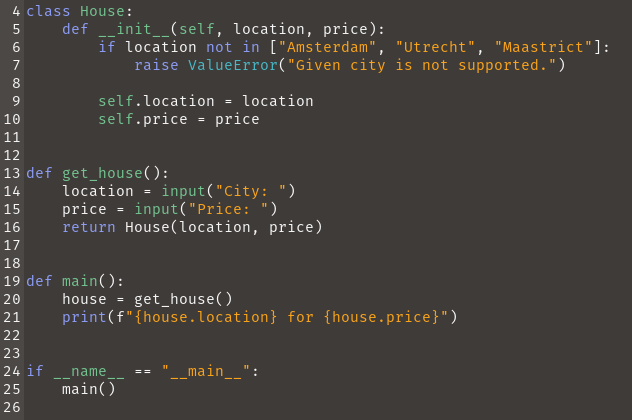 4 class House:
5     def __init__(self, location, price):
6         if location not in ["Amsterdam", "Utrecht", "Maastrict"]:
7             raise ValueError("Given city is not supported.")
8
9         self.location = location
10         self.price = price
11
12
13 def get_house():
14     location = input("City: ")
15     price = input("Price: ")
16     return House(location, price)
17
18
19 def main():
20     house = get_house()
21     print(f"{house.location} for {house.price}")
22
23
24 if __name__ == "__main__":
25     main()
26